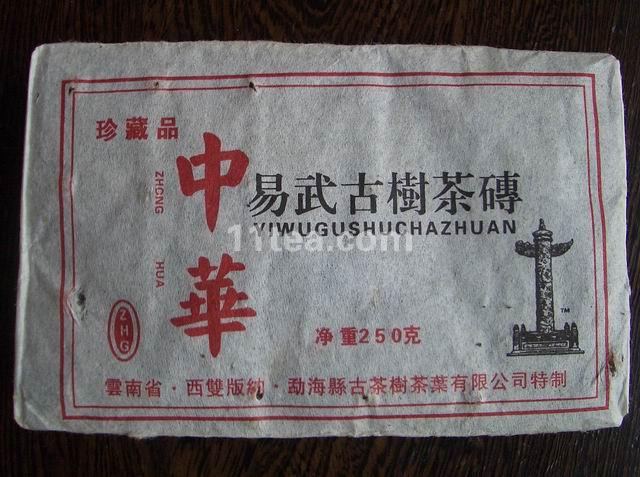 珍藏品
中華
ZHCNG HUA
易武古樹茶磚
YIWUGUSHUCHAZHUAN
11tea.com
ZHG
TM
净重250克
雲南省·西雙版納·勐海縣古茶樹茶葉有限公司特制